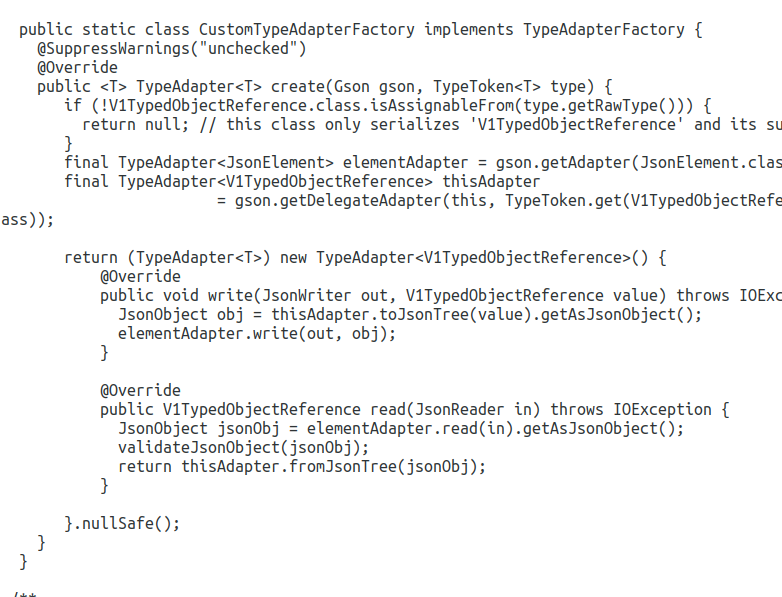 public static class CustomTypeAdapterFactory implements TypeAdapterFactory {
@SuppressWarnings("unchecked")
@Override
public <T> TypeAdapter<T> create(Gson gson, TypeToken<T> type) {
if (!V1TypedObjectReference.class.isAssignableFrom(type.getRawType())) {
return null; // this class only serializes 'V1TypedObjectReference' and its su
}
final TypeAdapter<JsonElement> elementAdapter = gson.getAdapter(JsonElement.clas
final TypeAdapter<V1TypedObjectReference> thisAdapter
= gson.getDelegateAdapter(this, TypeToken.get(V1TypedObjectRefe
ass));
return (TypeAdapter<T>) new TypeAdapter<V1TypedObjectReference>() {
@Override
public void write(JsonWriter out, V1TypedObjectReference value) throws IOExc
JsonObject obj = thisAdapter.toJsonTree(value).getAsJsonObject();
elementAdapter.write(out, obj);
}
@Override
public V1TypedObjectReference read(JsonReader in) throws IOException {
JsonObject jsonObj = elementAdapter.read(in).getAsJsonObject();
validateJsonObject(jsonObj);
return thisAdapter.fromJsonTree(jsonObj);
}
}.nullSafe();
}
}
/**